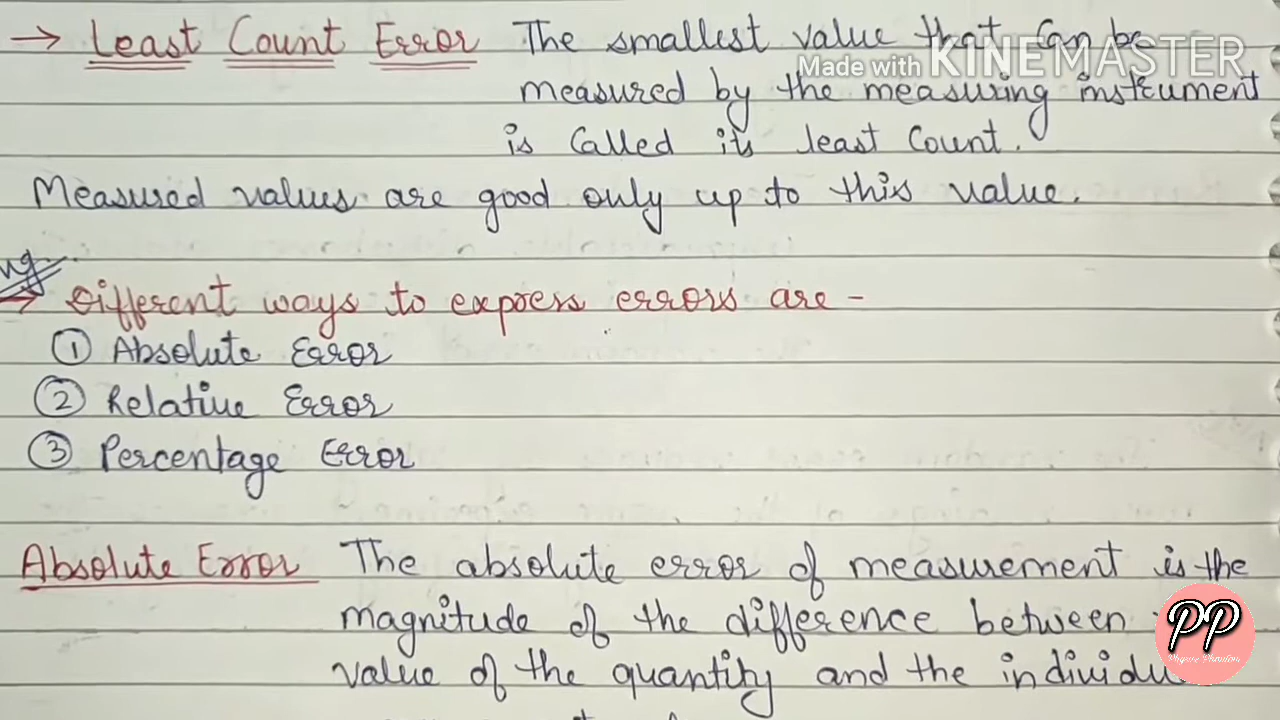 → Least Count Error The smallest value that can be
Made with KINEMASTER
measured by the measuring instrument
is called its least count.
Measured values are good only up to this value.
→ Different ways to express errors are -
① Absolute Error
② Relative Error
③ Percentage Error
Absolute Error The absolute error of measurement is the
magnitude of the difference between
value of the quantity and the
PP